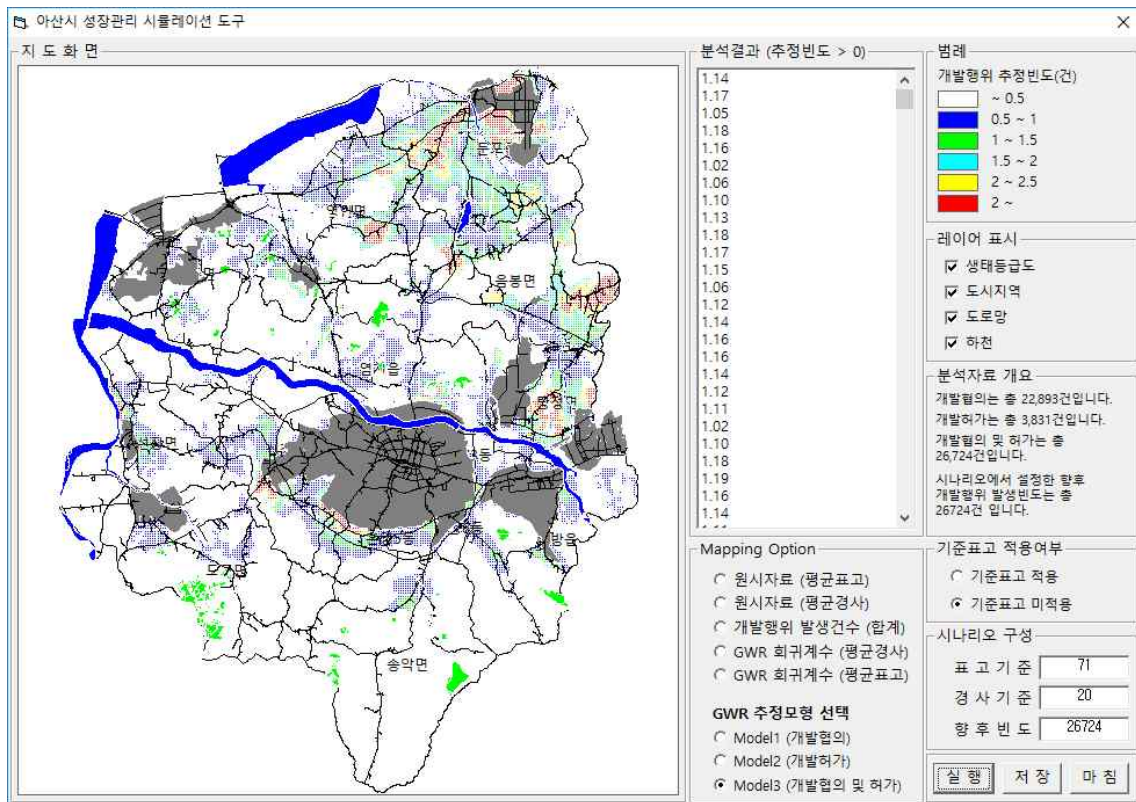 아산시 성장관리 시뮬레이션 도구
지 도 화 면
둔포
음봉면
송악면
방읍
분석결과 (추정빈도 > 0)
1.14
1.17
1.05
1.18
1.16
1.02
1.06
1.10
1.13
1.18
1.17
1.15
1.06
1.12
1.14
1.16
1.16
1.14
1.12
1.11
1.02
1.10
1.18
1.19
1.16
1.14
범례
개발행위 추정빈도(건)
~ 0.5
0.5 ~ 1
1 ~ 1.5
1.5 ~ 2
2 ~ 2.5
2 ~
레이어 표시
생태등급도
도시지역
도로망
하천
분석자료 개요
개발협의는 총 22,893건입니다.
개발허가는 총 3,831건입니다.
개발협의 및 허가는 총
26,724건입니다.
시나리오에서 설정한 향후
개발행위 발생빈도는 총
26724건 입니다.
Mapping Option
원시자료 (평균표고)
원시자료 (평균경사)
개발행위 발생건수 (합계)
GWR 회귀계수 (평균경사)
GWR 회귀계수 (평균표고)
GWR 추정모형 선택
Model1 (개발협의)
Model2 (개발허가)
Model3 (개발협의 및 허가)
기준표고 적용여부
기준표고 적용
기준표고 미적용
시나리오 구성
표 고 기 준 71
경 사 기 준 20
향 후 빈 도 26724
실 행 저 장 마 침